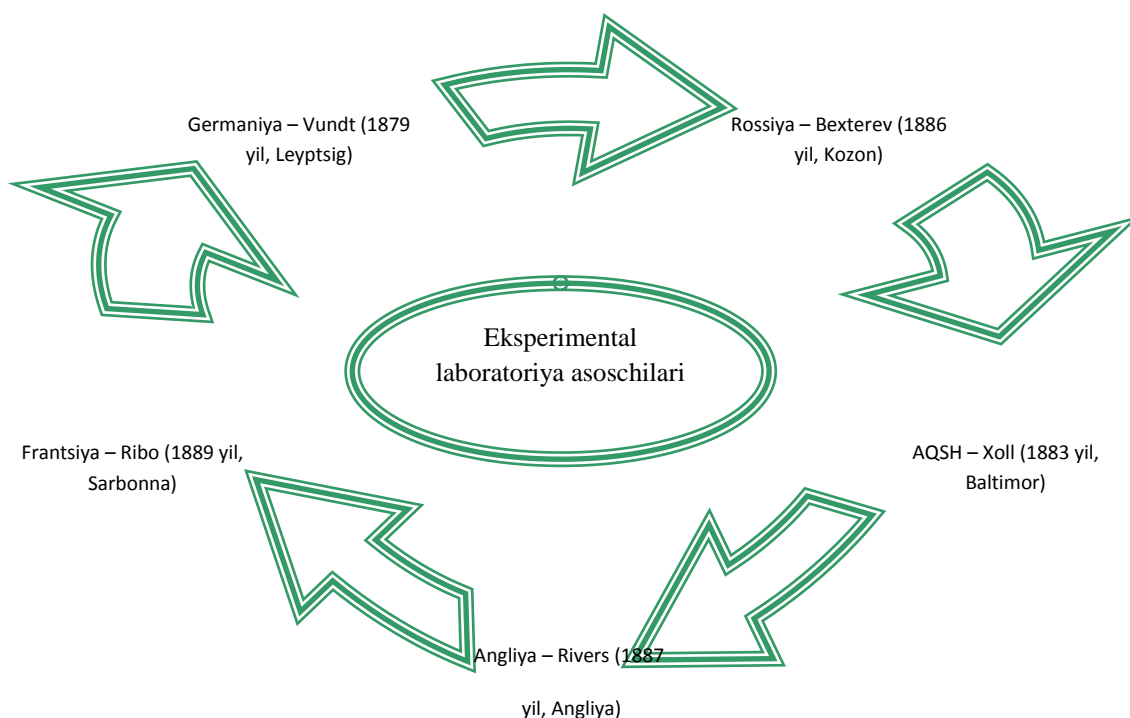 Germaniya – Vundt (1879
yil, Leyptsig)
Rossiya – Bexterev (1886
yil, Kozon)
Eksperimental
laboratoriya asoschilari
Frantsiya – Ribo (1889 yil,
Sarbonna)
AQSH – Xoll (1883 yil,
Baltimor)
Angliya – Rivers (1887
yil, Angliya)